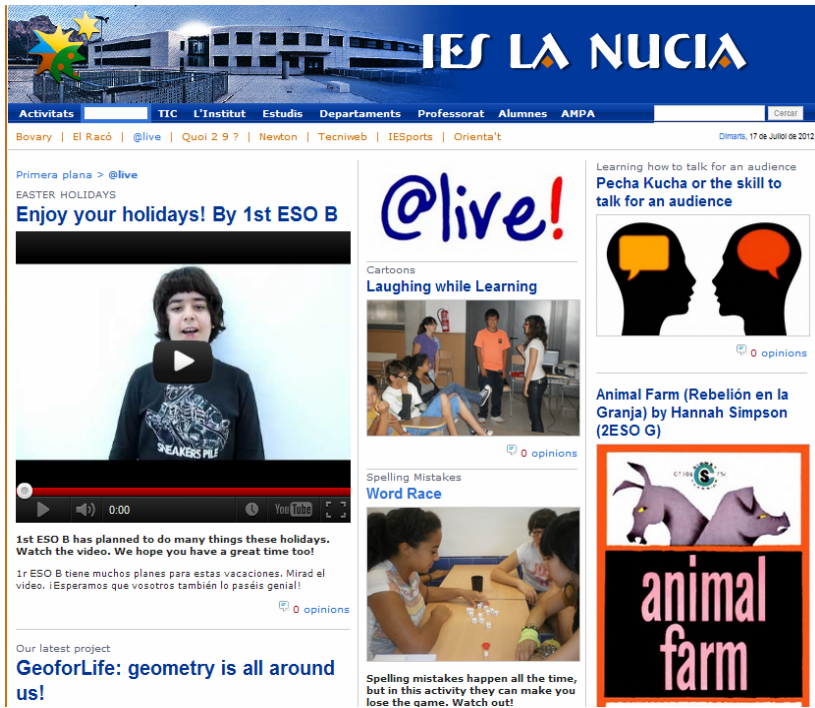 IES LA NUCIA
Activitats TIC L'Institut Estudis Departaments Professorat Alumnes AMPA Cercar
Bovary | El Racó | @live | Quoi 2 9 ? | Newton | Tecniweb | IESports | Orienta't
Dimarts, 17 de Juliol de 2012
Primera plana > @live
EASTER HOLIDAYS
Enjoy your holidays! By 1st ESO B
SNEAKERS PILE
0:00 YouTube
1st ESO B has planned to do many things these holidays.
Watch the video. We hope you have a great time too!
1r ESO B tiene muchos planes para estas vacaciones. Mirad el
video. ¡Esperamos que vosotros también lo paséis genial!
0 opinions
Our latest project
GeoforLife: geometry is all around
us!
@live!
Cartoons
Laughing while Learning
0 opinions
Spelling Mistakes
Word Race
Spelling mistakes happen all the time,
but in this activity they can make you
lose the game. Watch out!
Learning how to talk for an audience
Pecha Kucha or the skill to
talk for an audience
0 opinions
Animal Farm (Rebelión en la
Granja) by Hannah Simpson
(2ESO G)
S
animal
farm